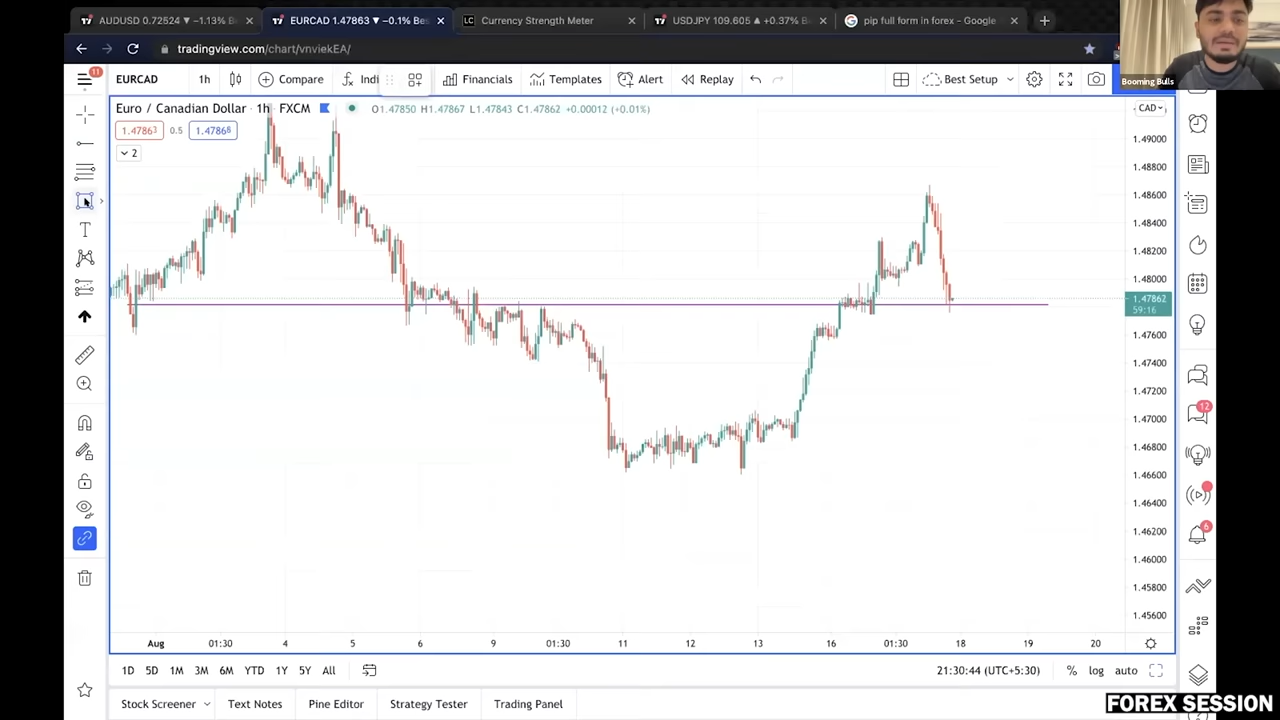 AUDUSD 0.72524 ▼ −1.13% Be
EURCAD 1.47863 ▼ −0.1% Be
Currency Strength Meter
USDJPY 109.605 ▲ +0.37% B
pip full form in forex - Google
tradingview.com/chart/vnviekEA/
Booming Bulls
11
EURCAD
1h
Compare
Indi
Financials
Templates
Alert
Replay
Best Setup
Euro / Canadian Dollar · 1h · FXCM
O1.47850 H1.47867 L1.47843 C1.47862 +0.00012 (+0.01%)
CAD
1.47863
0.5
1.47868
2
1.49000
1.48800
1.48600
1.48400
1.48200
1.48000
1.47862
59:16
1.47600
1.47400
1.47200
1.47000
1.46800
1.46600
1.46400
1.46200
1.46000
1.45800
1.45600
12
6
Aug 01:30 4 5 6 9 01:30 11 12 13 16 01:30 18 19 20
1D 5D 1M 3M 6M YTD 1Y 5Y All
21:30:44 (UTC+5:30)
% log auto
Stock Screener Text Notes Pine Editor Strategy Tester Trading Panel
FOREX SESSION